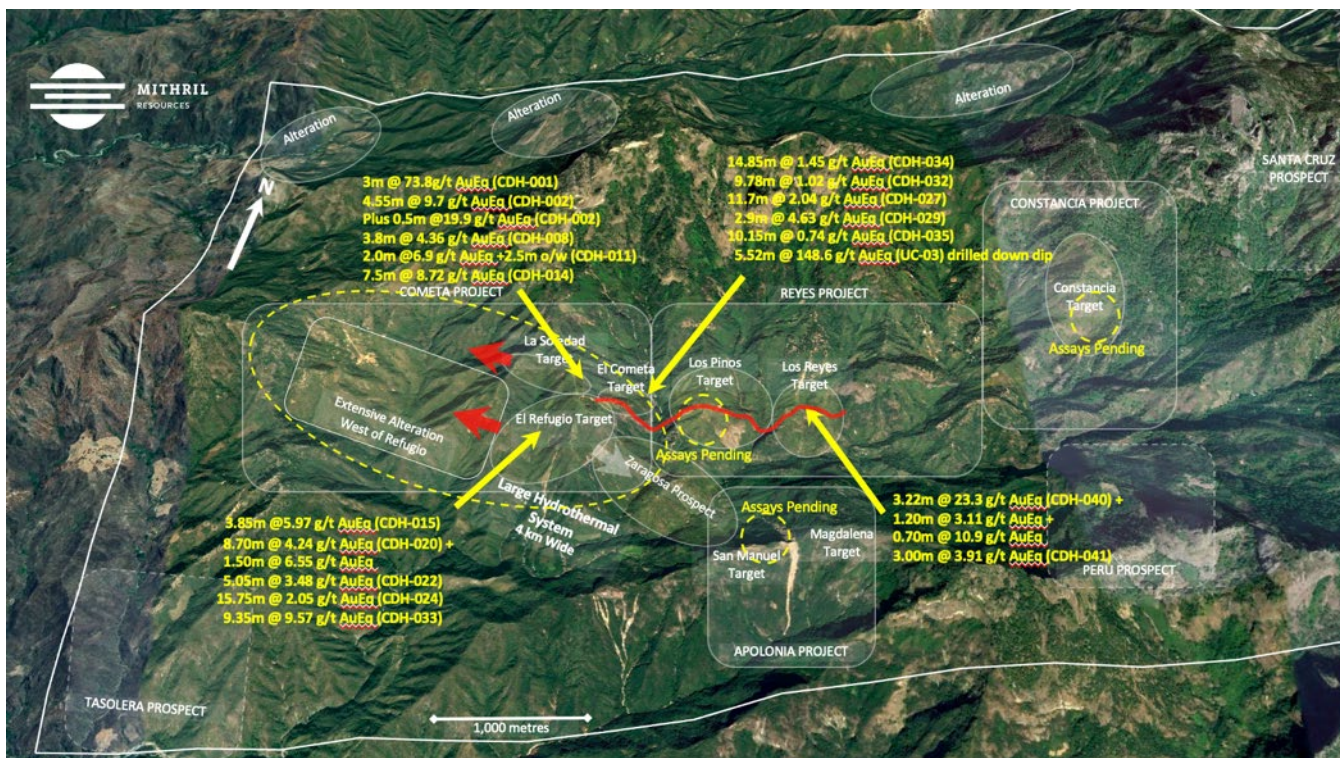 MITHRIL
RESOURCES
Alteration
Alteration
Alteration
N
3m @ 73.8g/t AuEq (CDH-001)
4.55m @ 9.7 g/t AuEq (CDH-002)
Plus 0.5m @19.9 g/t AuEq (CDH-002)
3.8m @ 4.36 g/t AuEq (CDH-008)
2.0m @6.9 g/t AuEq +2.5m o/w (CDH-011)
7.5m @ 8.72 g/t AuEq (CDH-014)
14.85m @ 1.45 g/t AuEq (CDH-034)
9.78m @ 1.02 g/t AuEq (CDH-032)
11.7m @ 2.04 g/t AuEq (CDH-027)
2.9m @ 4.63 g/t AuEq (CDH-029)
10.15m @ 0.74 g/t AuEq (CDH-035)
5.52m @ 148.6 g/t AuEq (UC-03) drilled down dip
SANTA CRUZ
PROSPECT
CONSTANCIA PROJECT
Constancia
Target
Assays Pending
COMETA PROJECT
REYES PROJECT
La Soledad
Target
El Cometa
Target
Los Pinos
Target
Los Reyes
Target
Extensive Alteration
West of Refugio
El Refugio Target
Assays Pending
Zaragosa Prospect
Large Hydrothermal
System
4 km Wide
3.85m @5.97 g/t AuEq (CDH-015)
8.70m @ 4.24 g/t AuEq (CDH-020) +
1.50m @ 6.55 g/t AuEq
5.05m @ 3.48 g/t AuEq (CDH-022)
15.75m @ 2.05 g/t AuEq (CDH-024)
9.35m @ 9.57 g/t AuEq (CDH-033)
Assays Pending
San Manuel
Target
Magdalena
Target
APOLONIA PROJECT
3.22m @ 23.3 g/t AuEq (CDH-040) +
1.20m @ 3.11 g/t AuEq +
0.70m @ 10.9 g/t AuEq
3.00m @ 3.91 g/t AuEq (CDH-041)
PERU PROSPECT
TASOLERA PROSPECT
1,000 metres